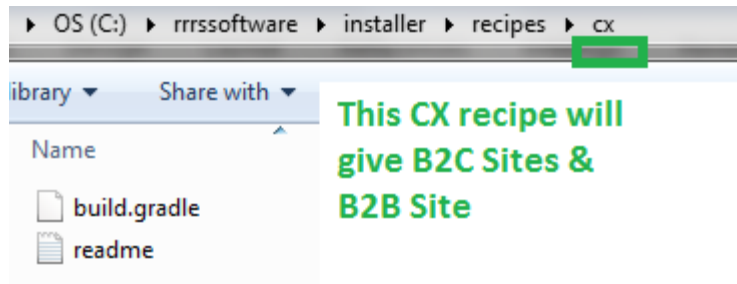 OS (C:) ▸ rrrssoftware ▸ installer ▸ recipes ▸ cx
ibrary ▾ Share with ▾
Name
build.gradle
readme
This CX recipe will
give B2C Sites &
B2B Site